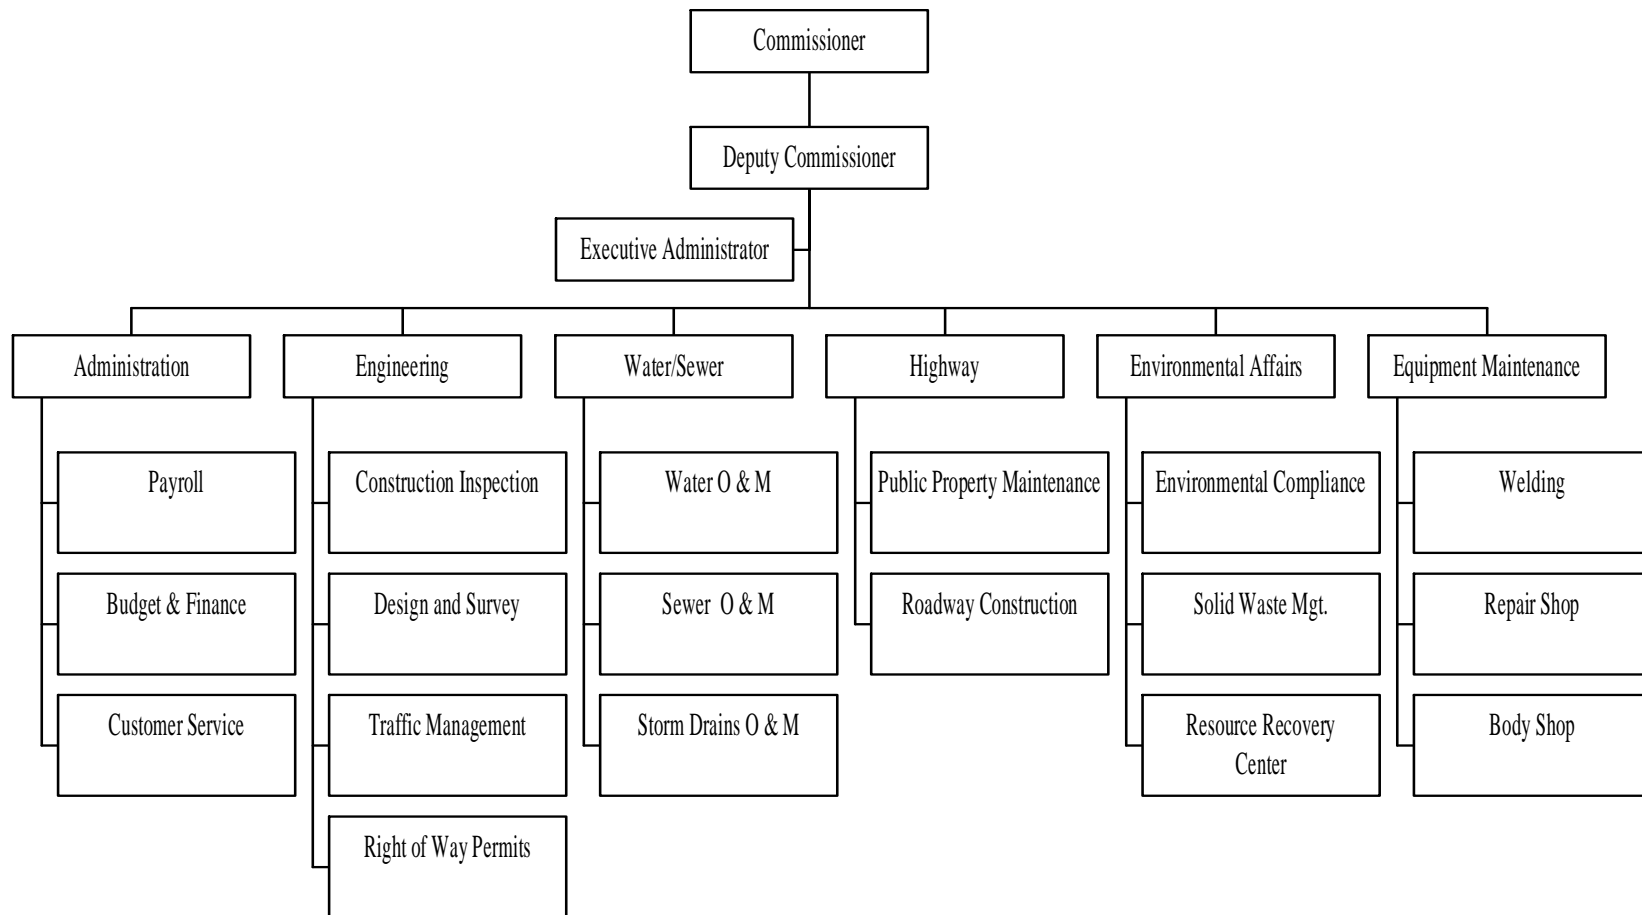 Commissioner
Deputy Commissioner
Executive Administrator
Administration
Engineering
Water/Sewer
Highway
Environmental Affairs
Equipment Maintenance
Payroll
Construction Inspection
Water O & M
Public Property Maintenance
Environmental Compliance
Welding
Budget & Finance
Design and Survey
Sewer O & M
Roadway Construction
Solid Waste Mgt.
Repair Shop
Customer Service
Traffic Management
Storm Drains O & M
Resource Recovery
Center
Body Shop
Right of Way Permits